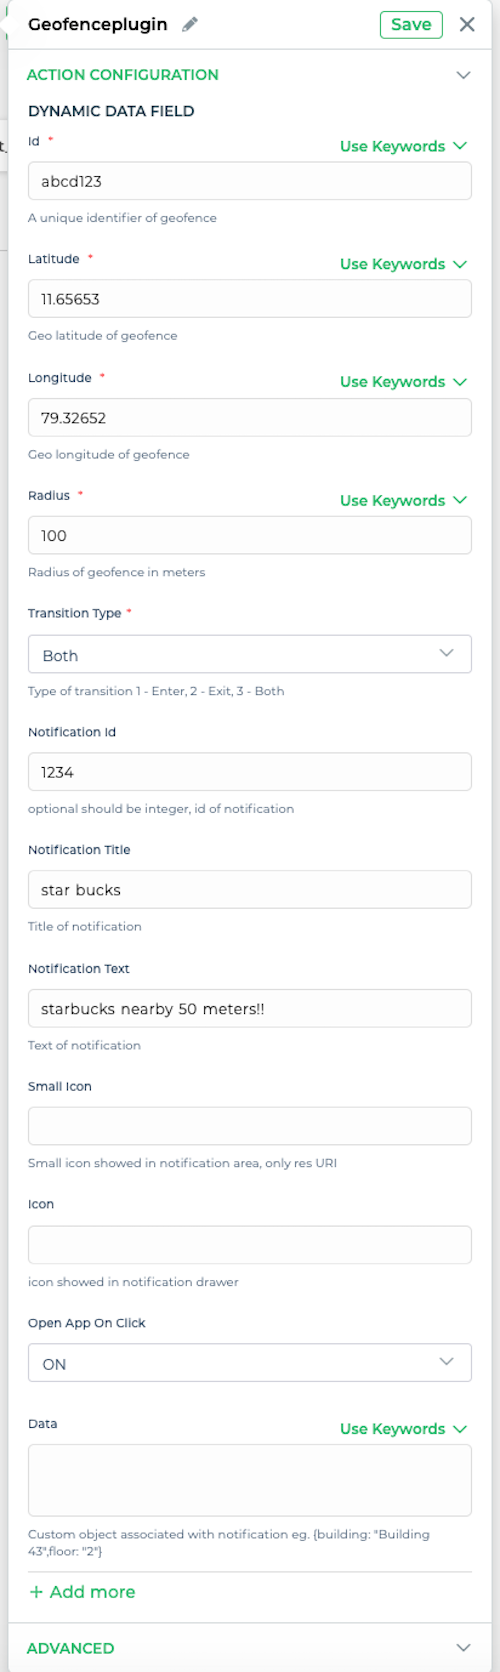 Geofenceplugin
Save
ACTION CONFIGURATION
DYNAMIC DATA FIELD
Id *
Use Keywords
abcd123
A unique identifier of geofence
Latitude *
Use Keywords
11.65653
Geo latitude of geofence
Longitude *
Use Keywords
79.32652
Geo longitude of geofence
Radius *
Use Keywords
100
Radius of geofence in meters
Transition Type *
Both
Type of transition 1 - Enter, 2 - Exit, 3 - Both
Notification Id
1234
optional should be integer, id of notification
Notification Title
star bucks
Title of notification
Notification Text
starbucks nearby 50 meters!!
Text of notification
Small Icon
Small icon showed in notification area, only res URI
Icon
icon showed in notification drawer
Open App On Click
ON
Data
Use Keywords
Custom object associated with notification eg. {building: "Building
43",floor: "2"}
+ Add more
ADVANCED